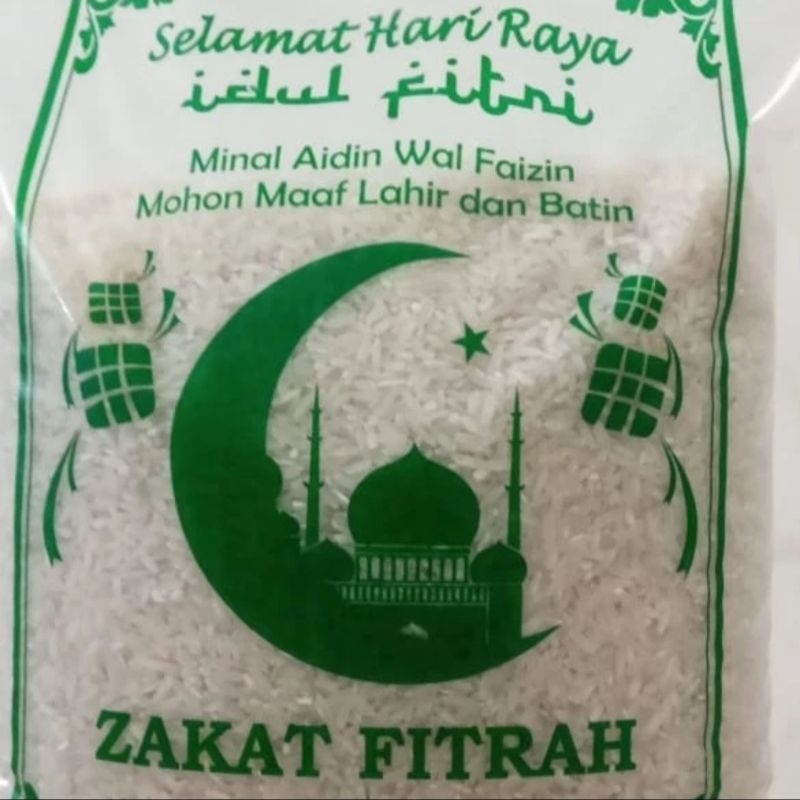 Selamat Hari Raya
idul fitri
Minal Aidin Wal Faizin
Mohon Maaf Lahir dan Batin
ZAKAT FITRAH